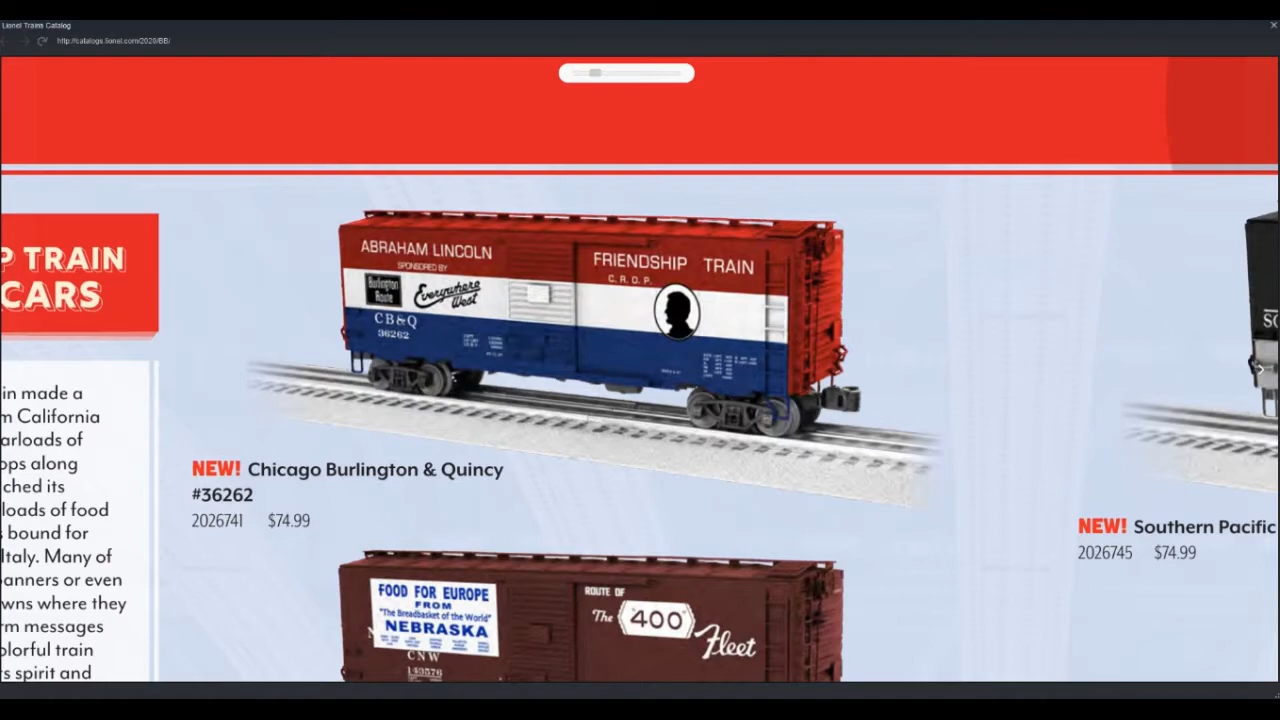 Lionel Trains Catalog
http://catalogs.lionel.com/2020/BB/
P TRAIN
CARS
in made a
m California
arloads of
ops along
ched its
loads of food
s bound for
Italy. Many of
anners or even
wns where they
rm messages
olorful train
s spirit and
ABRAHAM LINCOLN
SPONSORED BY
Burlington
Route
Everywhere
West
CB&Q
36262
FRIENDSHIP TRAIN
C.R.O.P.
NEW! Chicago Burlington & Quincy
#36262
2026741 $74.99
FOOD FOR EUROPE
FROM
"The Breadbasket of the World"
NEBRASKA
CNW
143576
ROUTE OF
The "400" Fleet
SO
NEW! Southern Pacific
2026745 $74.99